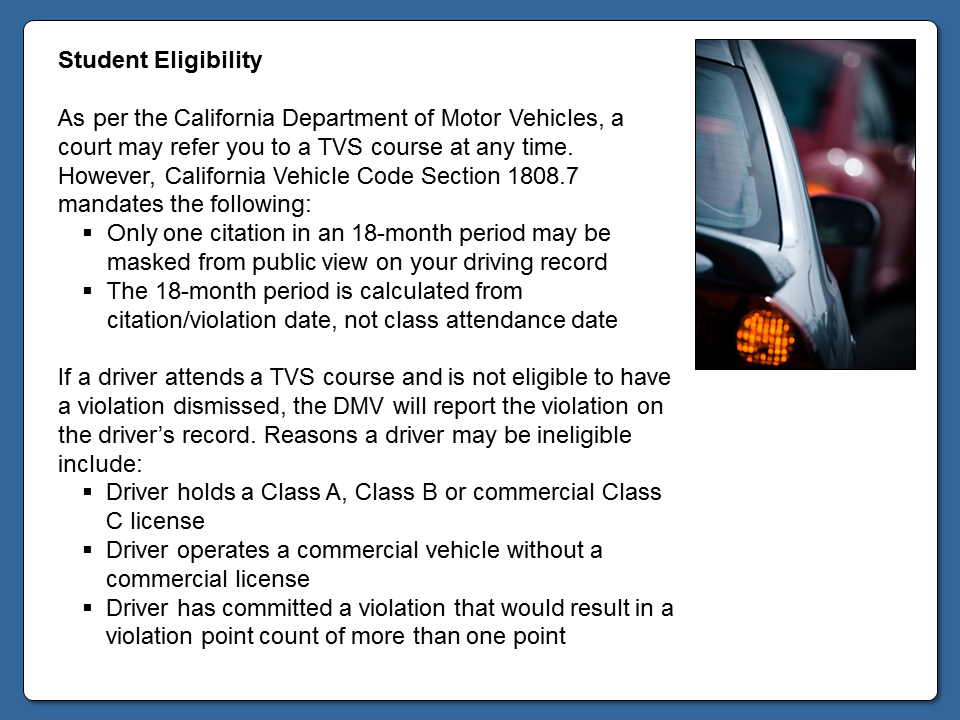 Student Eligibility
As per the California Department of Motor Vehicles, a
court may refer you to a TVS course at any time.
However, California Vehicle Code Section 1808.7
mandates the following:
▪ Only one citation in an 18-month period may be
masked from public view on your driving record
▪ The 18-month period is calculated from
citation/violation date, not class attendance date
If a driver attends a TVS course and is not eligible to have
a violation dismissed, the DMV will report the violation on
the driver’s record. Reasons a driver may be ineligible
include:
▪ Driver holds a Class A, Class B or commercial Class
C license
▪ Driver operates a commercial vehicle without a
commercial license
▪ Driver has committed a violation that would result in a
violation point count of more than one point